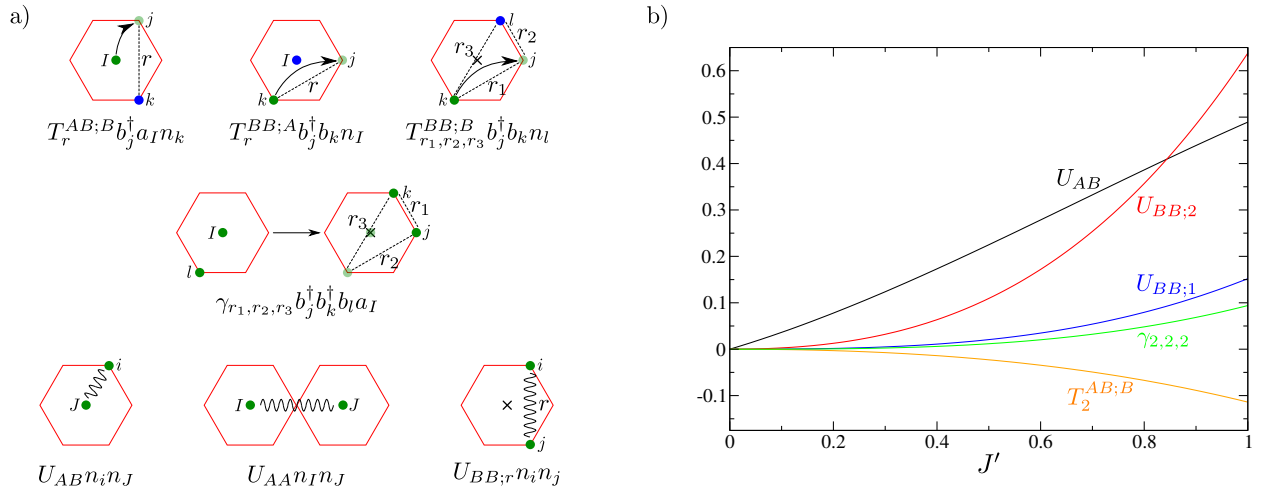 a)
j
I
r
k
T_r^{AB;B} b_j^† a_I n_k
I
j
r
k
T_r^{BB;A} b_j^† b_k n_I
l
r_2
r_3
j
r_1
k
T_{r_1,r_2,r_3}^{BB;B} b_j^† b_k n_l
I
l
k
r_1
r_3
j
r_2
γ_{r_1,r_2,r_3} b_j^† b_k^† b_l a_I
i
J
U_{AB} n_i n_J
I
J
U_{AA} n_I n_J
i
r
j
U_{BB;r} n_i n_j
b)
0.6
0.5
0.4
0.3
0.2
0.1
0
-0.1
U_{AB}
U_{BB;2}
U_{BB;1}
γ_{2,2,2}
T_2^{AB;B}
0 0.2 0.4 0.6 0.8 1
J′